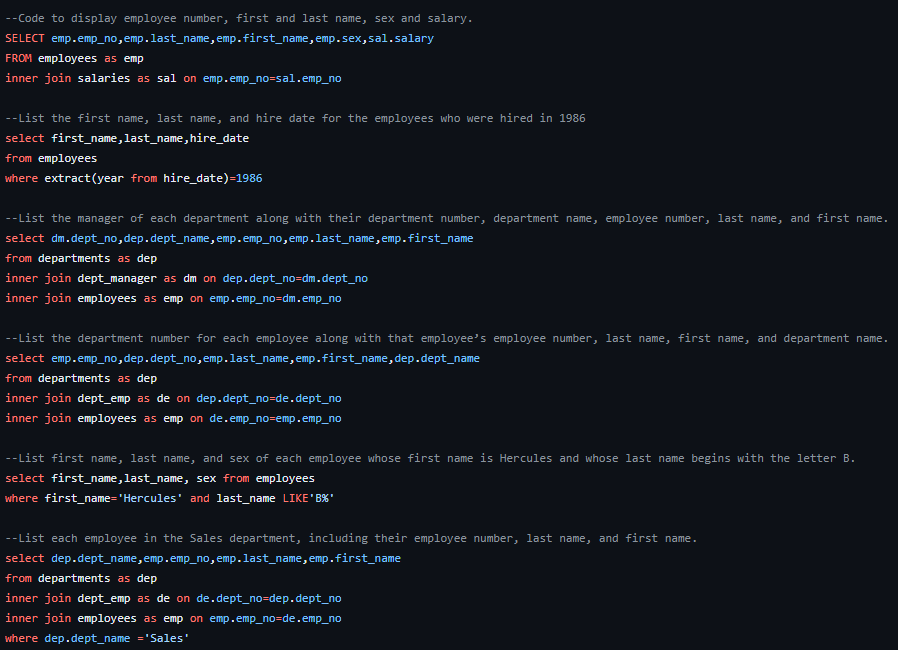 --Code to display employee number, first and last name, sex and salary.
SELECT emp.emp_no,emp.last_name,emp.first_name,emp.sex,sal.salary
FROM employees as emp
inner join salaries as sal on emp.emp_no=sal.emp_no
--List the first name, last name, and hire date for the employees who were hired in 1986
select first_name,last_name,hire_date
from employees
where extract(year from hire_date)=1986
--List the manager of each department along with their department number, department name, employee number, last name, and first name.
select dm.dept_no,dep.dept_name,emp.emp_no,emp.last_name,emp.first_name
from departments as dep
inner join dept_manager as dm on dep.dept_no=dm.dept_no
inner join employees as emp on emp.emp_no=dm.emp_no
--List the department number for each employee along with that employee’s employee number, last name, first name, and department name.
select emp.emp_no,dep.dept_no,emp.last_name,emp.first_name,dep.dept_name
from departments as dep
inner join dept_emp as de on dep.dept_no=de.dept_no
inner join employees as emp on de.emp_no=emp.emp_no
--List first name, last name, and sex of each employee whose first name is Hercules and whose last name begins with the letter B.
select first_name,last_name, sex from employees
where first_name='Hercules' and last_name LIKE'B%'
--List each employee in the Sales department, including their employee number, last name, and first name.
select dep.dept_name,emp.emp_no,emp.last_name,emp.first_name
from departments as dep
inner join dept_emp as de on de.dept_no=dep.dept_no
inner join employees as emp on emp.emp_no=de.emp_no
where dep.dept_name ='Sales'